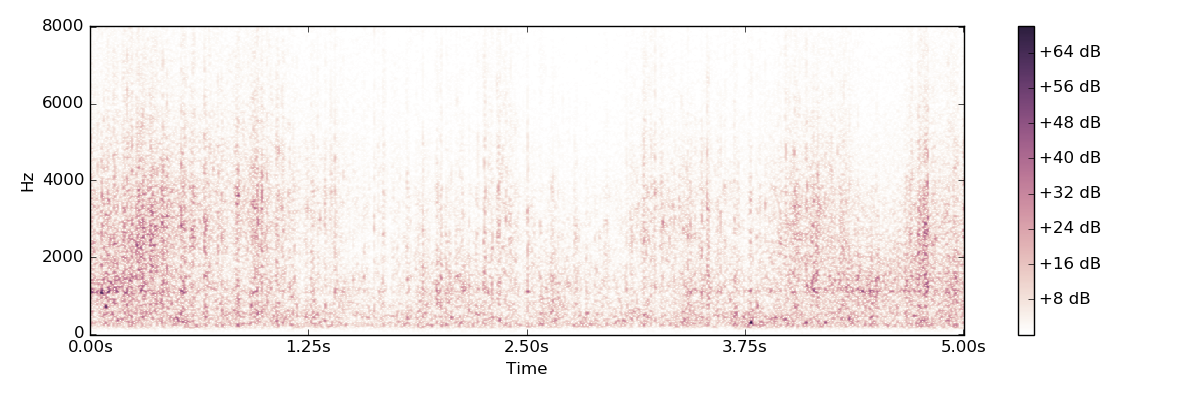 8000
6000
4000
2000
0
Hz
0.00s 1.25s 2.50s 3.75s 5.00s
Time
+64 dB
+56 dB
+48 dB
+40 dB
+32 dB
+24 dB
+16 dB
+8 dB